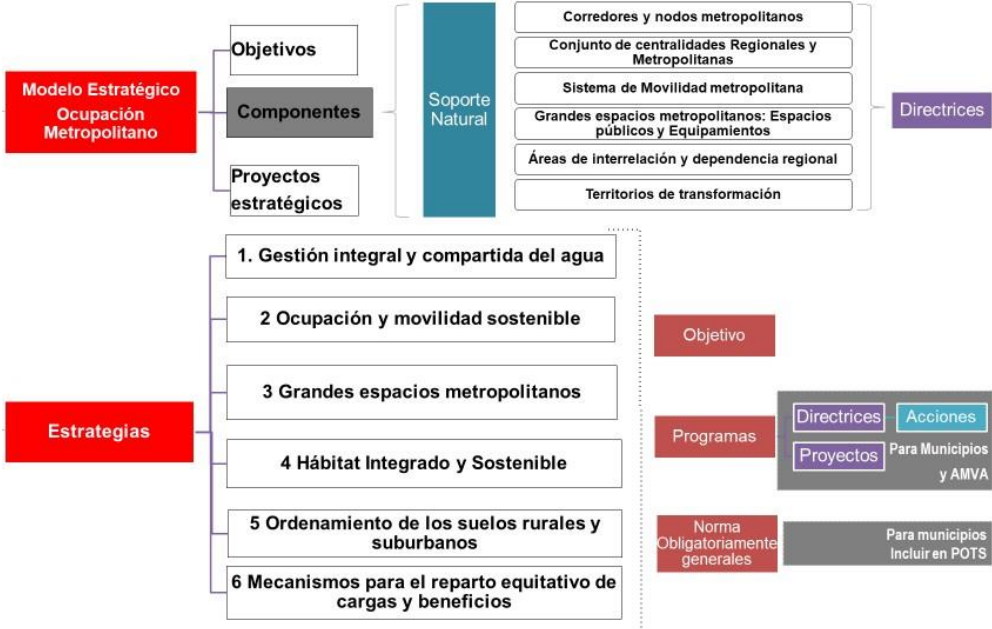 Modelo Estratégico
Ocupación
Metropolitano
Objetivos
Componentes
Proyectos
estratégicos
Soporte
Natural
Corredores y nodos metropolitanos
Conjunto de centralidades Regionales y
Metropolitanas
Sistema de Movilidad metropolitana
Grandes espacios metropolitanos: Espacios
públicos y Equipamientos
Áreas de interrelación y dependencia regional
Territorios de transformación
Directrices
Estrategias
1. Gestión integral y compartida del agua
2 Ocupación y movilidad sostenible
3 Grandes espacios metropolitanos
4 Hábitat Integrado y Sostenible
5 Ordenamiento de los suelos rurales y
suburbanos
6 Mecanismos para el reparto equitativo de
cargas y beneficios
Objetivo
Programas
Directrices
Acciones
Proyectos
Para Municipios
y AMVA
Norma
Obligatoriamente
generales
Para municipios
Incluir en POTS